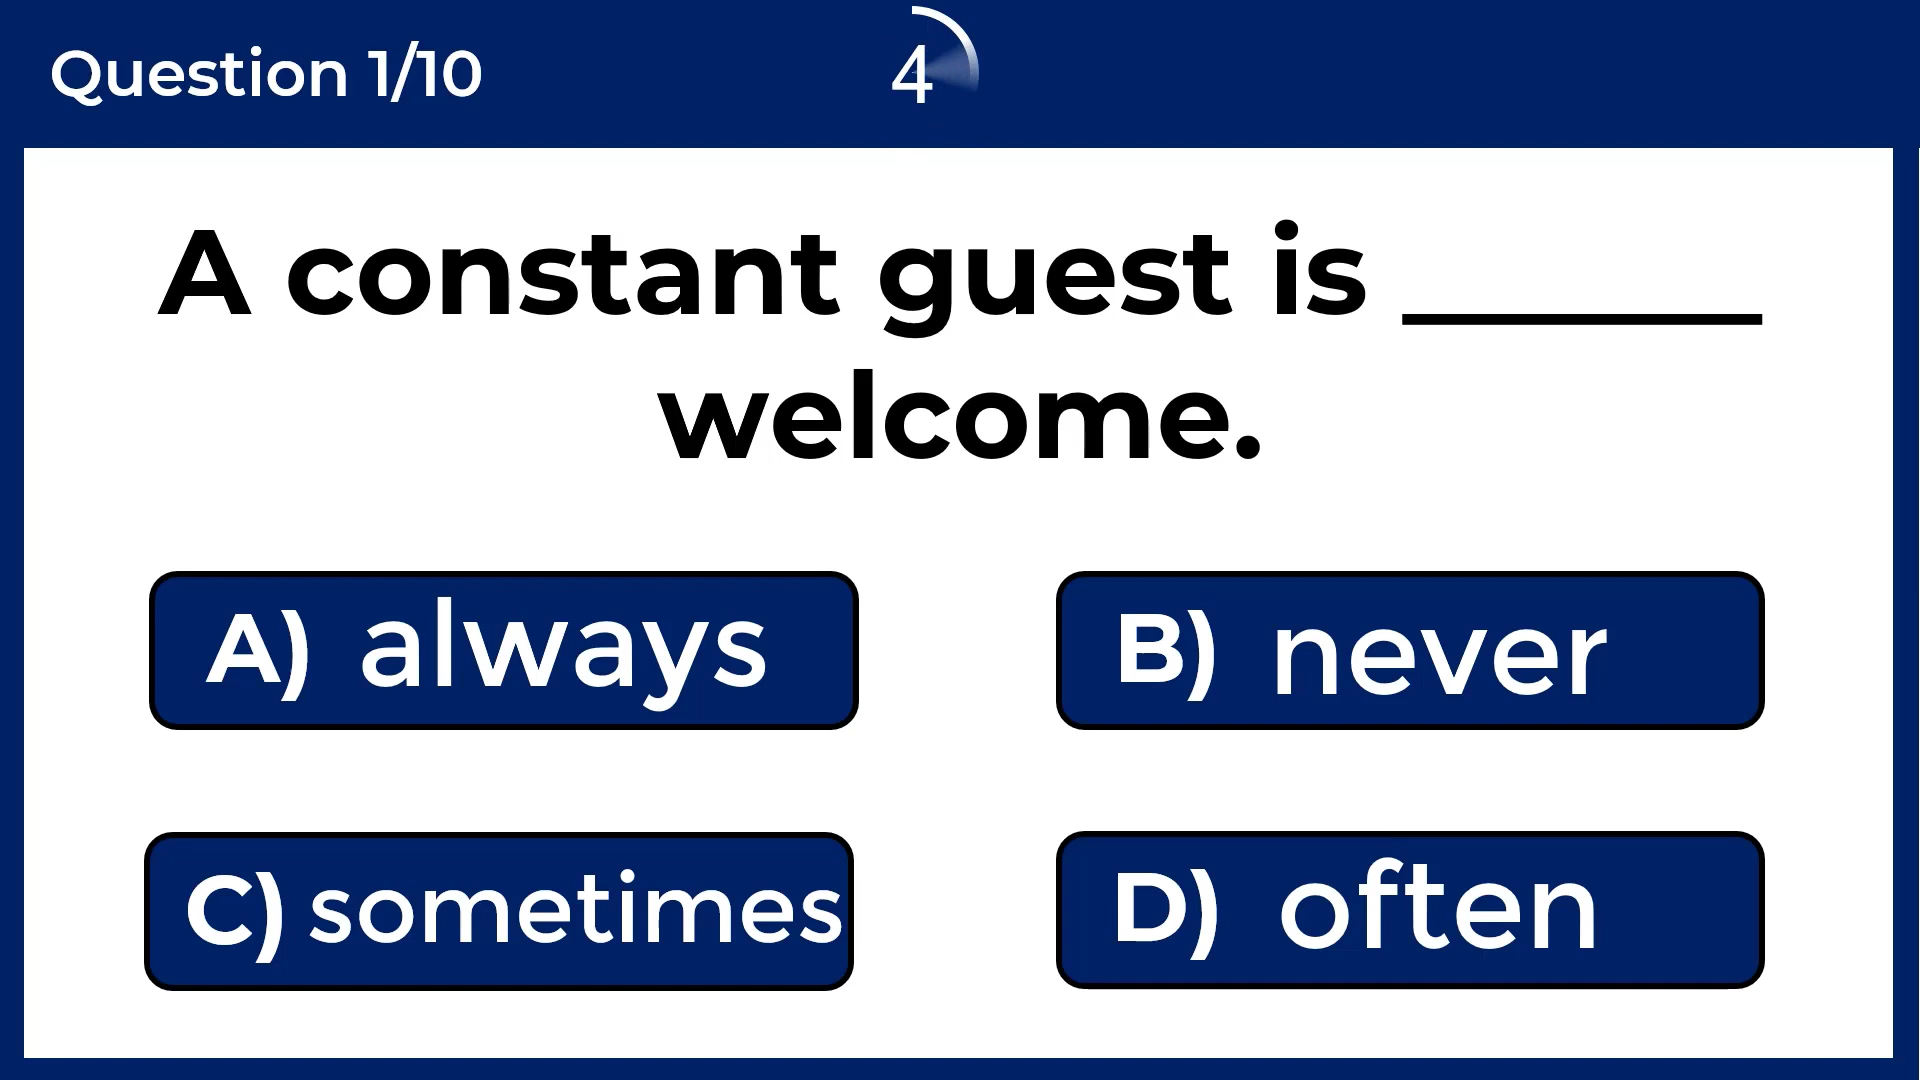 Question 1/10
4
A constant guest is ______
welcome.
A) always
B) never
C) sometimes
D) often